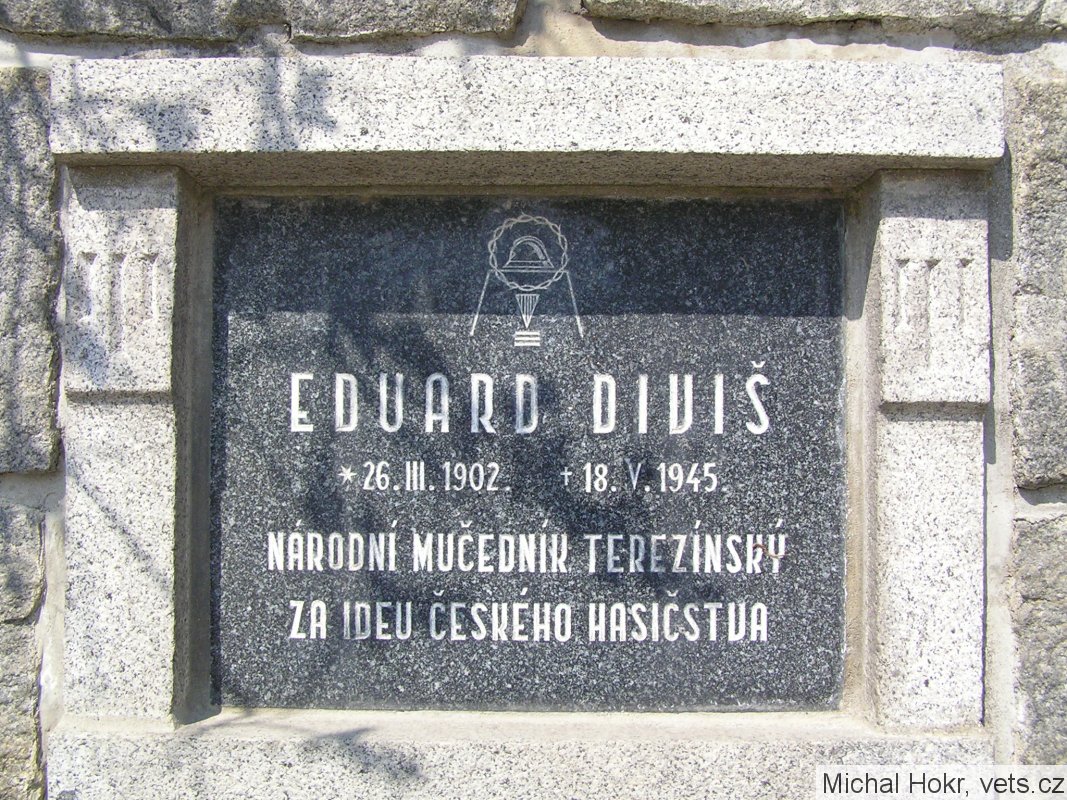 EDUARD DIVIŠ
*26.III.1902. †18.V.1945.
NÁRODNÍ MUČEDNÍK TEREZÍNSKÝ
ZA IDEU ČESKÉHO HASIČSTVA
Michal Hokr, vets.cz